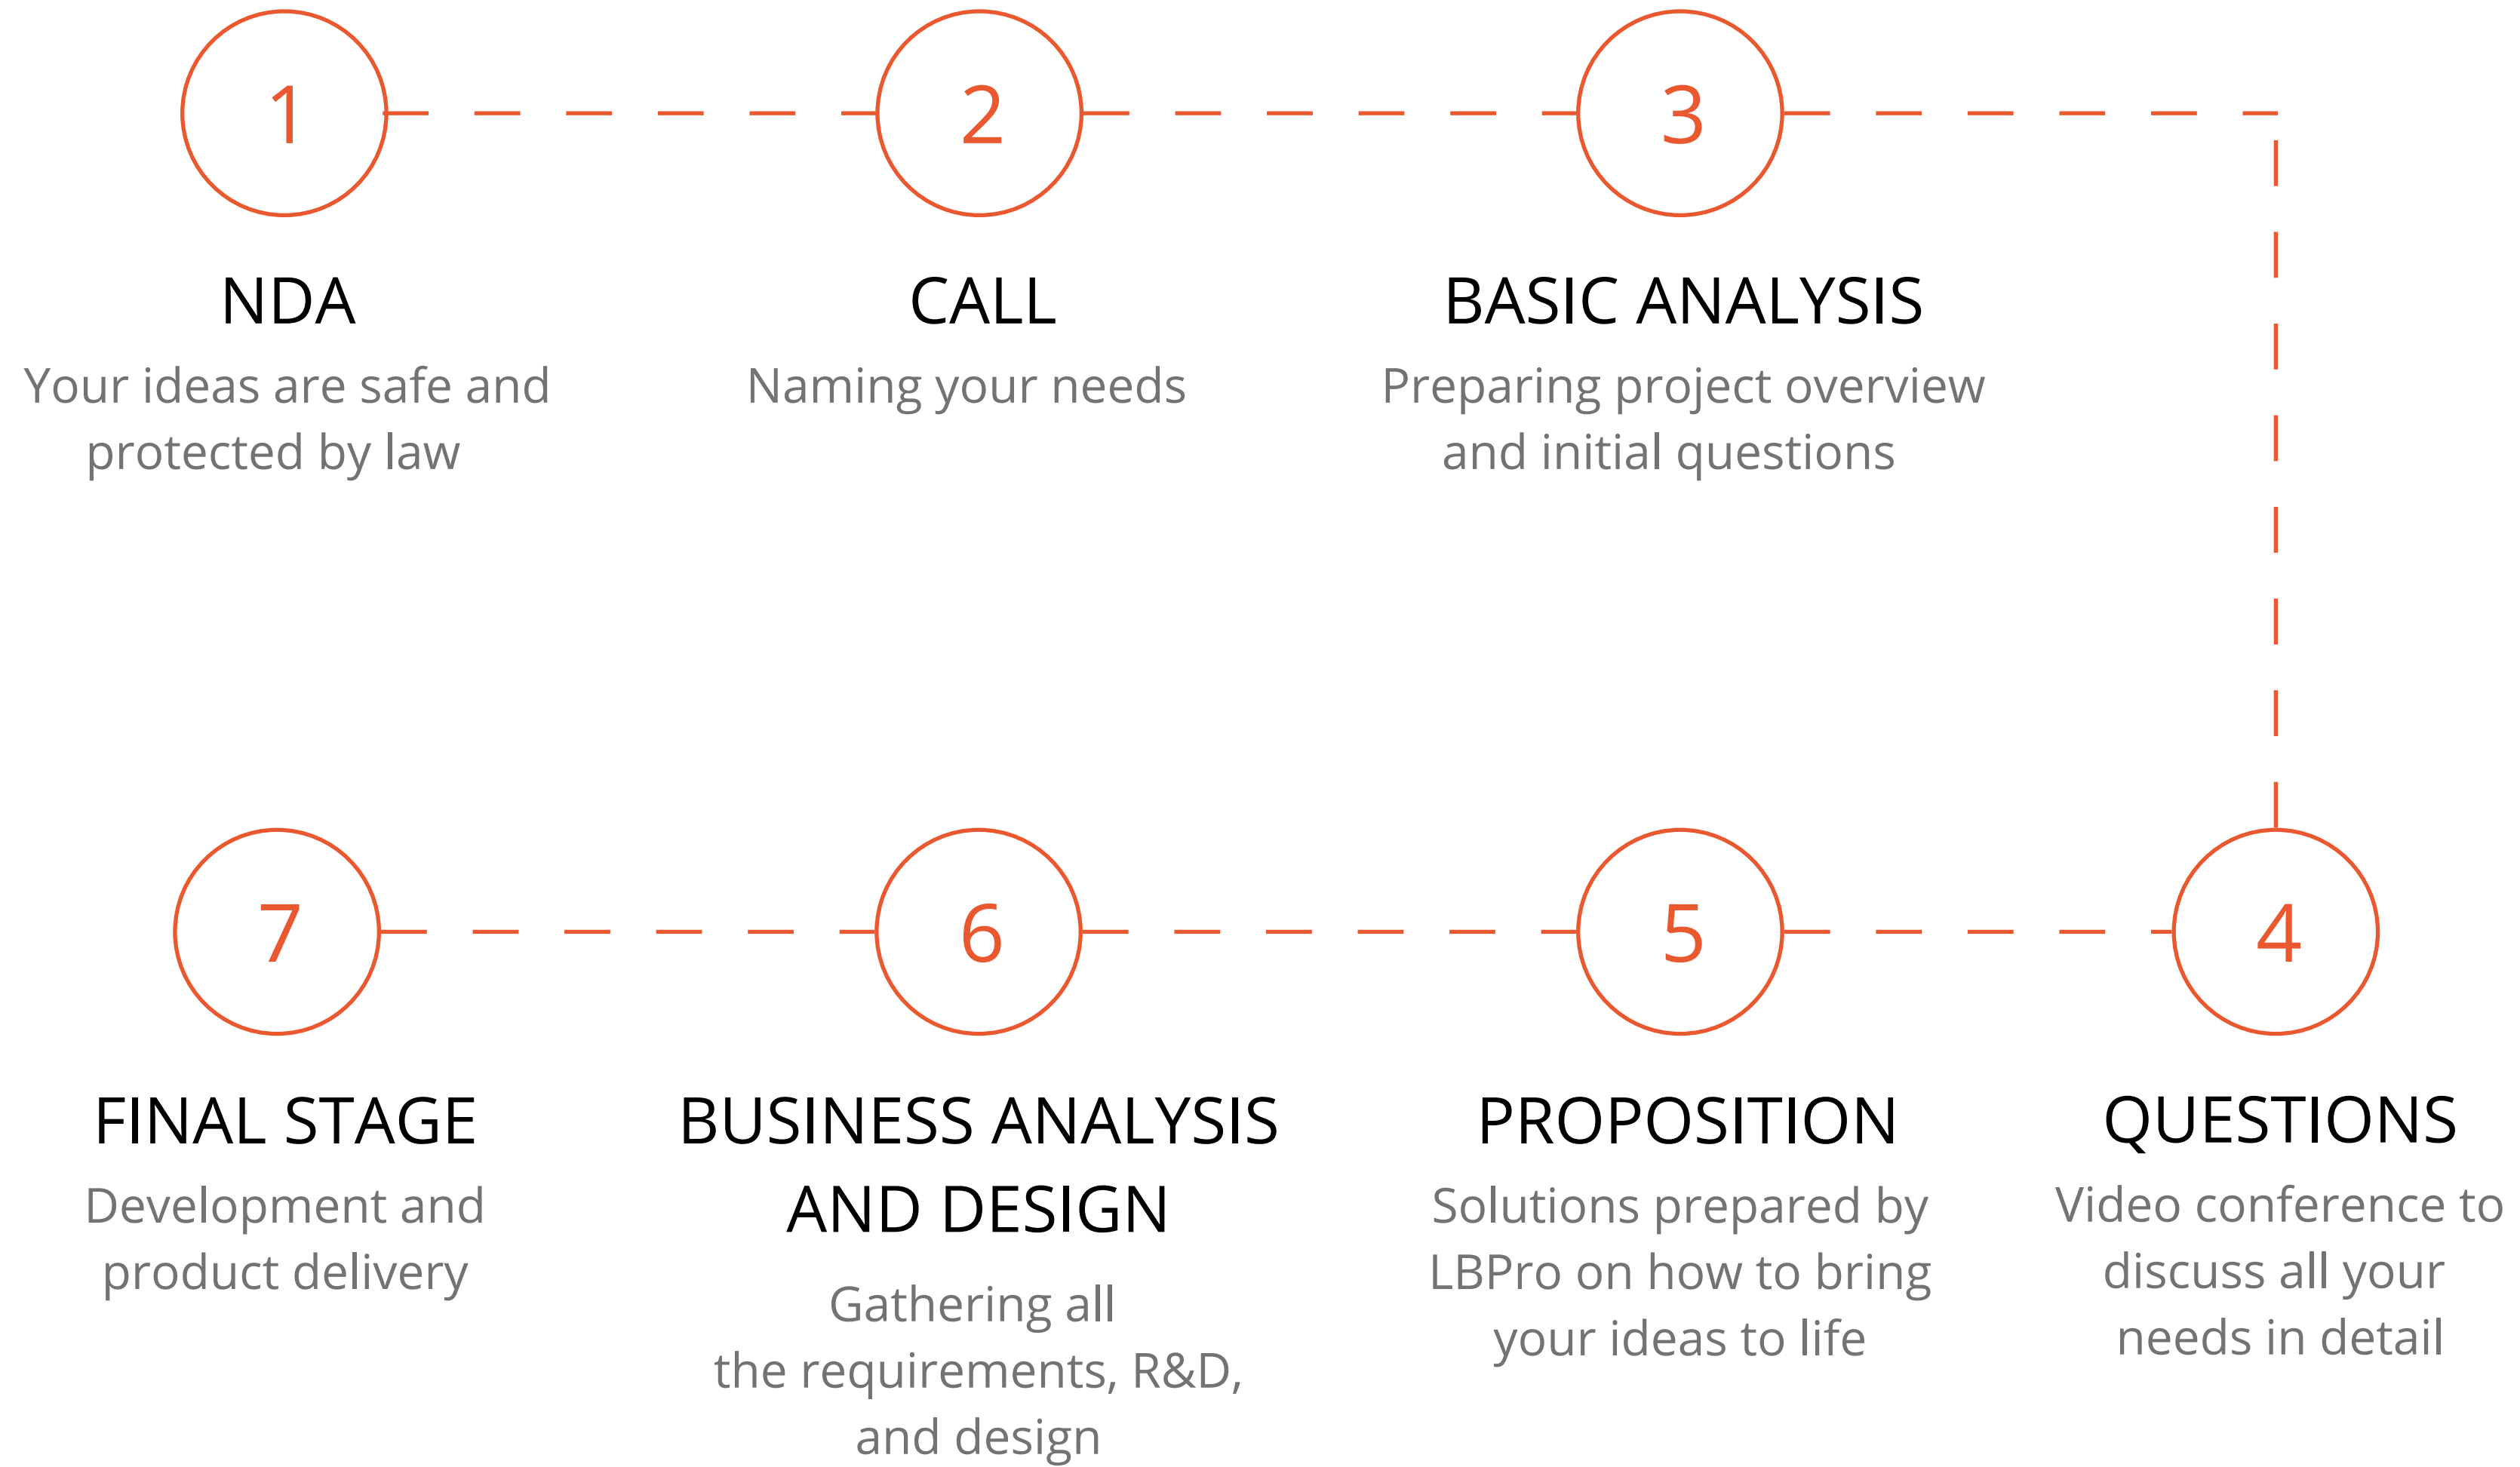 1
NDA
Your ideas are safe and
protected by law
2
CALL
Naming your needs
3
BASIC ANALYSIS
Preparing project overview
and initial questions
4
QUESTIONS
Video conference to
discuss all your
needs in detail
5
PROPOSITION
Solutions prepared by
LBPro on how to bring
your ideas to life
6
BUSINESS ANALYSIS
AND DESIGN
Gathering all
the requirements, R&D,
and design
7
FINAL STAGE
Development and
product delivery